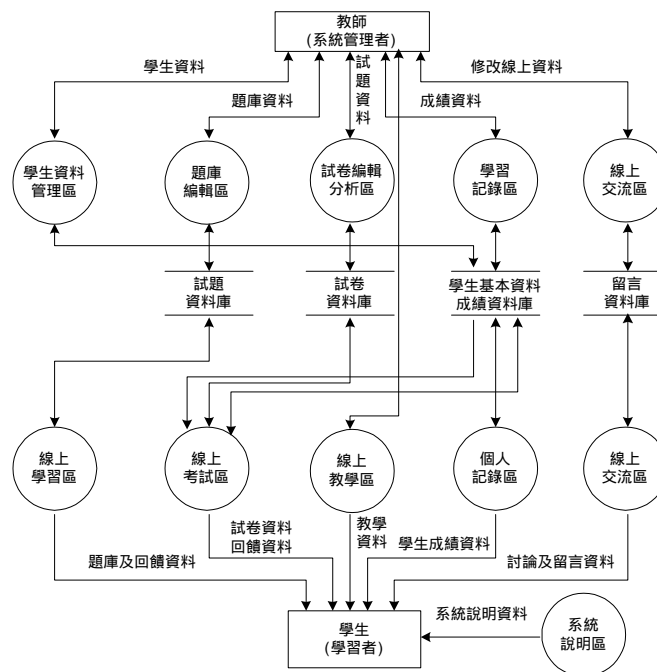 教師
(系統管理者)
學生資料
題庫資料
試題資料
成績資料
修改線上資料
學生資料
管理區
題庫
編輯區
試卷編輯
分析區
學習
記錄區
線上
交流區
試題
資料庫
試卷
資料庫
學生基本資料
成績資料庫
留言
資料庫
線上
學習區
線上
考試區
線上
教學區
個人
記錄區
線上
交流區
題庫及回饋資料
試卷資料
回饋資料
教學
資料
學生成績資料
討論及留言資料
學生
(學習者)
系統說明資料
系統
說明區